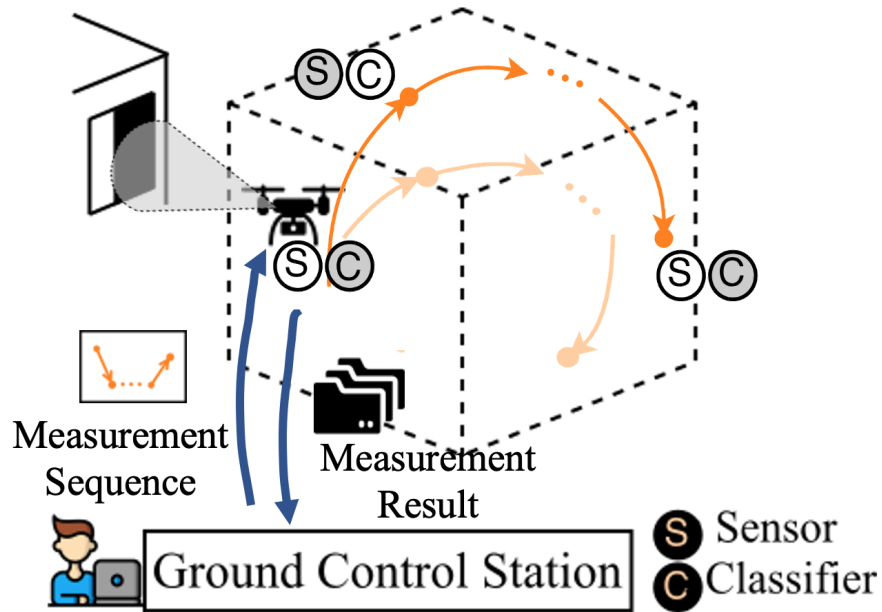 S C
S C
S C
Measurement
Sequence
Measurement
Result
Ground Control Station
S Sensor
C Classifier